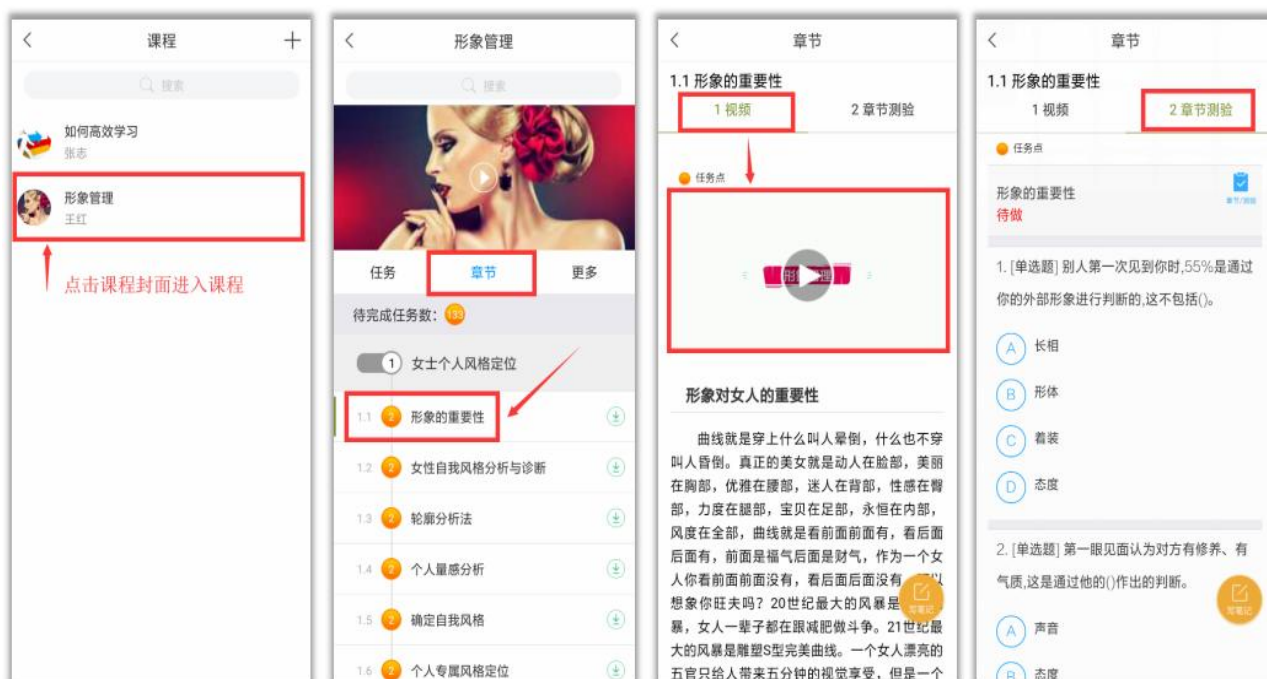 课程
搜索
如何高效学习
张志
形象管理
王红
点击课程封面进入课程
形象管理
搜索
任务
章节
更多
待完成任务数：133
1 女士个人风格定位
1.1 2 形象的重要性
1.2 2 女性自我风格分析与诊断
1.3 2 轮廓分析法
1.4 2 个人量感分析
1.5 2 确定自我风格
1.6 2 个人专属风格定位
章节
1.1 形象的重要性
1 视频
2 章节测验
任务点
形象对女人的重要性
曲线就是穿上什么叫人晕倒，什么也不穿
叫人昏倒。真正的美女就是动人在脸部，美丽
在胸部，优雅在腰部，迷人在背部，性感在臀
部，力度在腿部，宝贝在足部，永恒在内部，
风度在全部，曲线就是看前面前面有，看后面
后面有，前面是福气后面是财气，作为一个女
人你看前面前面没有，看后面后面没有
想象你旺夫吗？20世纪最大的风暴是
暴，女人一辈子都在跟减肥做斗争。21世纪最
大的风暴是雕塑S型完美曲线。一个女人漂亮的
五官只给人带来五分钟的视觉享受，但是一个
写笔记
章节
1.1 形象的重要性
1 视频
2 章节测验
任务点
形象的重要性
章节/测验
待做
1. [单选题] 别人第一次见到你时,55%是通过
你的外部形象进行判断的,这不包括()。
A 长相
B 形体
C 着装
D 态度
2. [单选题] 第一眼见面认为对方有修养、有
气质,这是通过他的()作出的判断。
写笔记
A 声音
B 态度